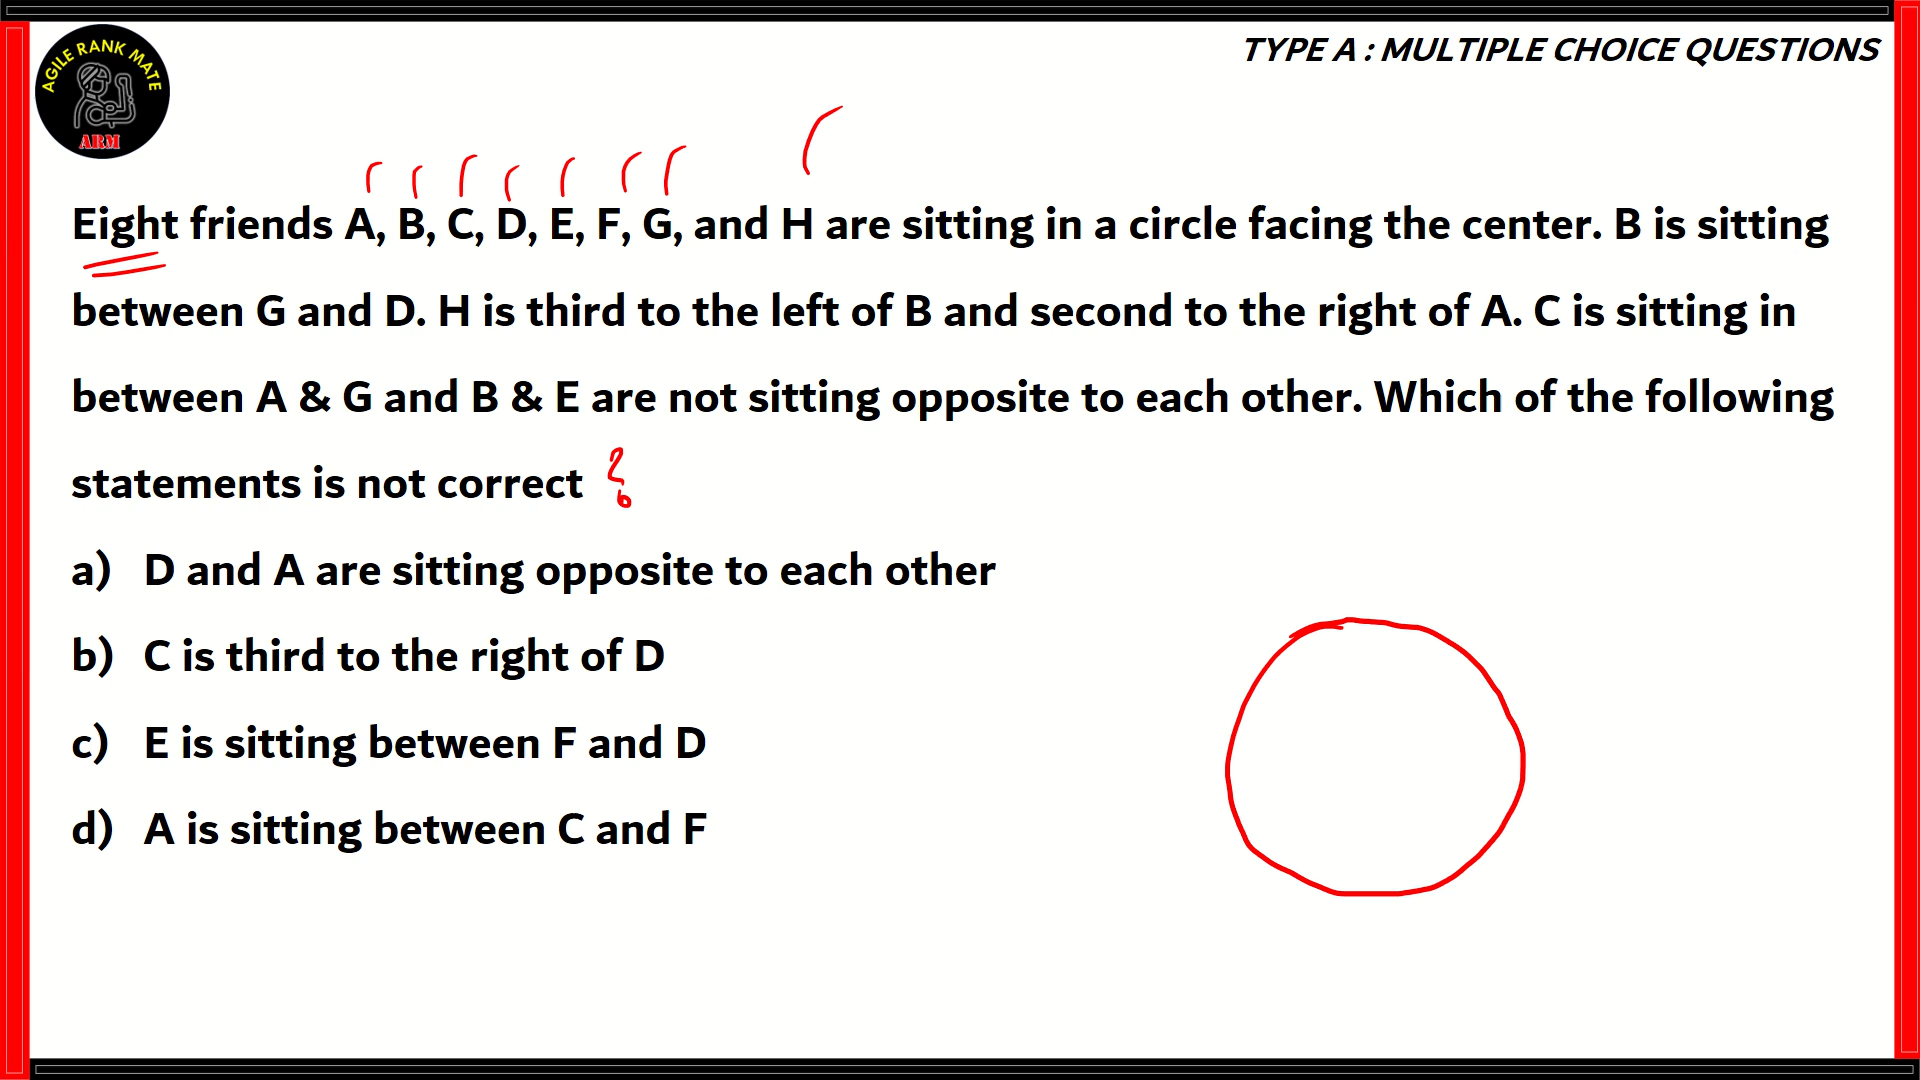 AGILE RANK MATE
ARM
TYPE A : MULTIPLE CHOICE QUESTIONS
Eight friends A, B, C, D, E, F, G, and H are sitting in a circle facing the center. B is sitting
between G and D. H is third to the left of B and second to the right of A. C is sitting in
between A & G and B & E are not sitting opposite to each other. Which of the following
statements is not correct ?
a) D and A are sitting opposite to each other
b) C is third to the right of D
c) E is sitting between F and D
d) A is sitting between C and F